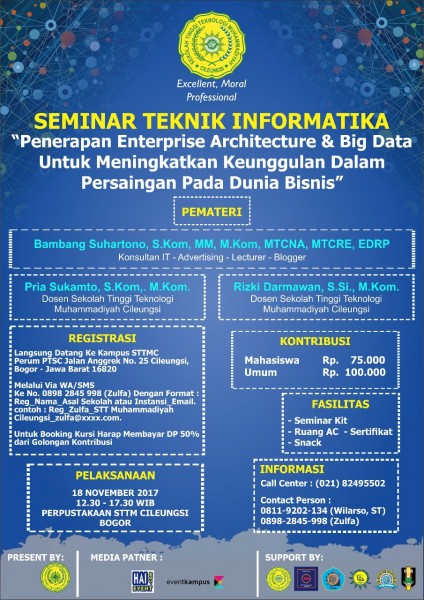 SEKOLAH TINGGI TEKNOLOGI MUHAMMADIYAH
CILEUNGSI
Excellent, Moral
Professional
SEMINAR TEKNIK INFORMATIKA
"Penerapan Enterprise Architecture & Big Data
Untuk Meningkatkan Keunggulan Dalam
Persaingan Pada Dunia Bisnis"
PEMATERI
Bambang Suhartono, S.Kom, MM, M.Kom, MTCNA, MTCRE, EDRP
Konsultan IT - Advertising - Lecturer - Blogger
Pria Sukamto, S.Kom,. M.Kom.
Dosen Sekolah Tinggi Teknologi
Muhammadiyah Cileungsi
Rizki Darmawan, S.Si., M.Kom.
Dosen Sekolah Tinggi Teknologi
Muhammadiyah Cileungsi
REGISTRASI
Langsung Datang Ke Kampus STTMC
Perum PTSC Jalan Anggrek No. 25 Cileungsi,
Bogor - Jawa Barat 16820
Melalui Via WA/SMS
Ke No. 0898 2845 998 (Zulfa) Dengan Format :
Reg_Nama_Asal Sekolah atau Instansi_Email.
contoh : Reg_Zulfa_STT Muhammadiyah
Cileungsi_zulfa@xxxx.com.
Untuk Booking Kursi Harap Membayar DP 50%
dari Golongan Kontribusi
KONTRIBUSI
Mahasiswa Rp. 75.000
Umum Rp. 100.000
FASILITAS
- Seminar Kit
- Ruang AC - Sertifikat
- Snack
PELAKSANAAN
18 NOVEMBER 2017
12.30 - 17.30 WIB
PERPUSTAKAAN STTM CILEUNGSI
BOGOR
INFORMASI
Call Center : (021) 82495502
Contact Person :
0811-9202-134 (Wilarso, ST)
0898-2845-998 (Zulfa)
PRESENT BY:
MEDIA PATNER :
HAI
EVENT
eventkampus
SUPPORT BY: